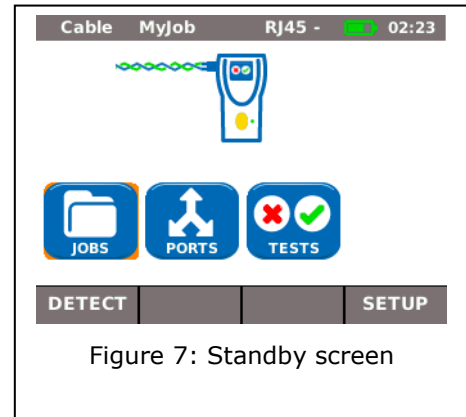 Cable MyJob RJ45 - 02:23
JOBS PORTS TESTS
DETECT SETUP
Figure 7: Standby screen